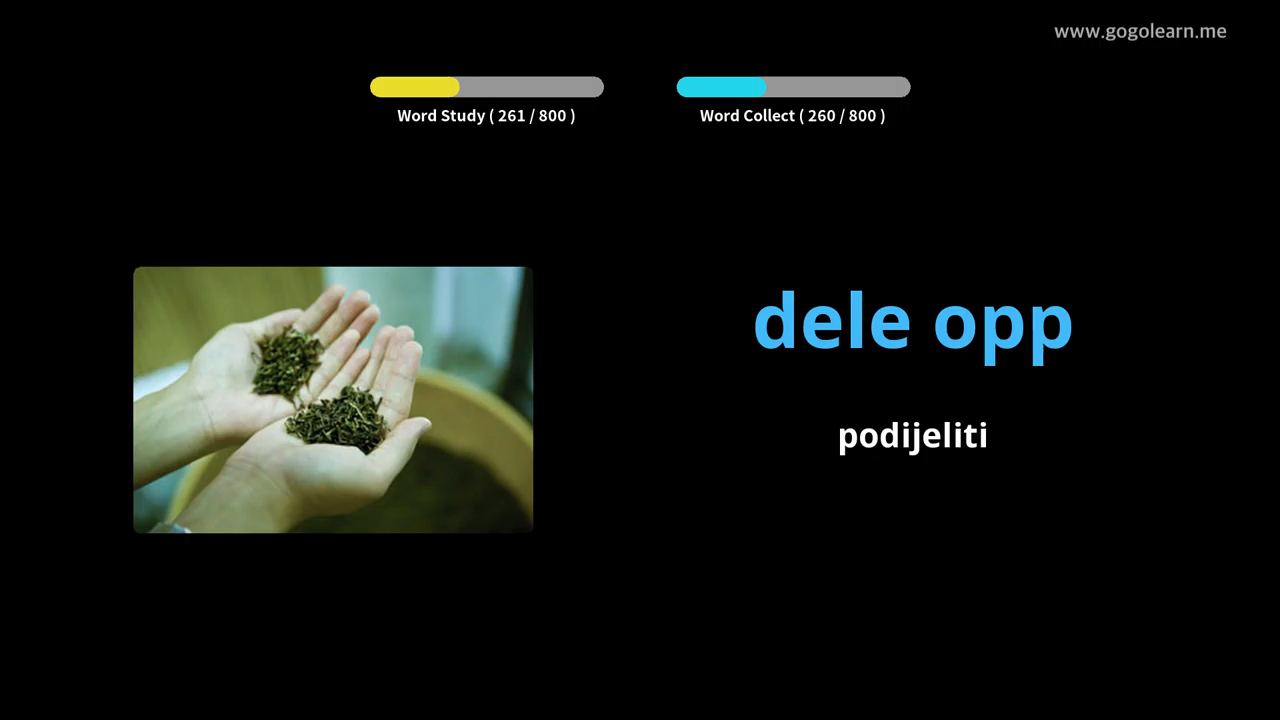 www.gogolearn.me
Word Study ( 261 / 800 )
Word Collect ( 260 / 800 )
dele opp
podijeliti